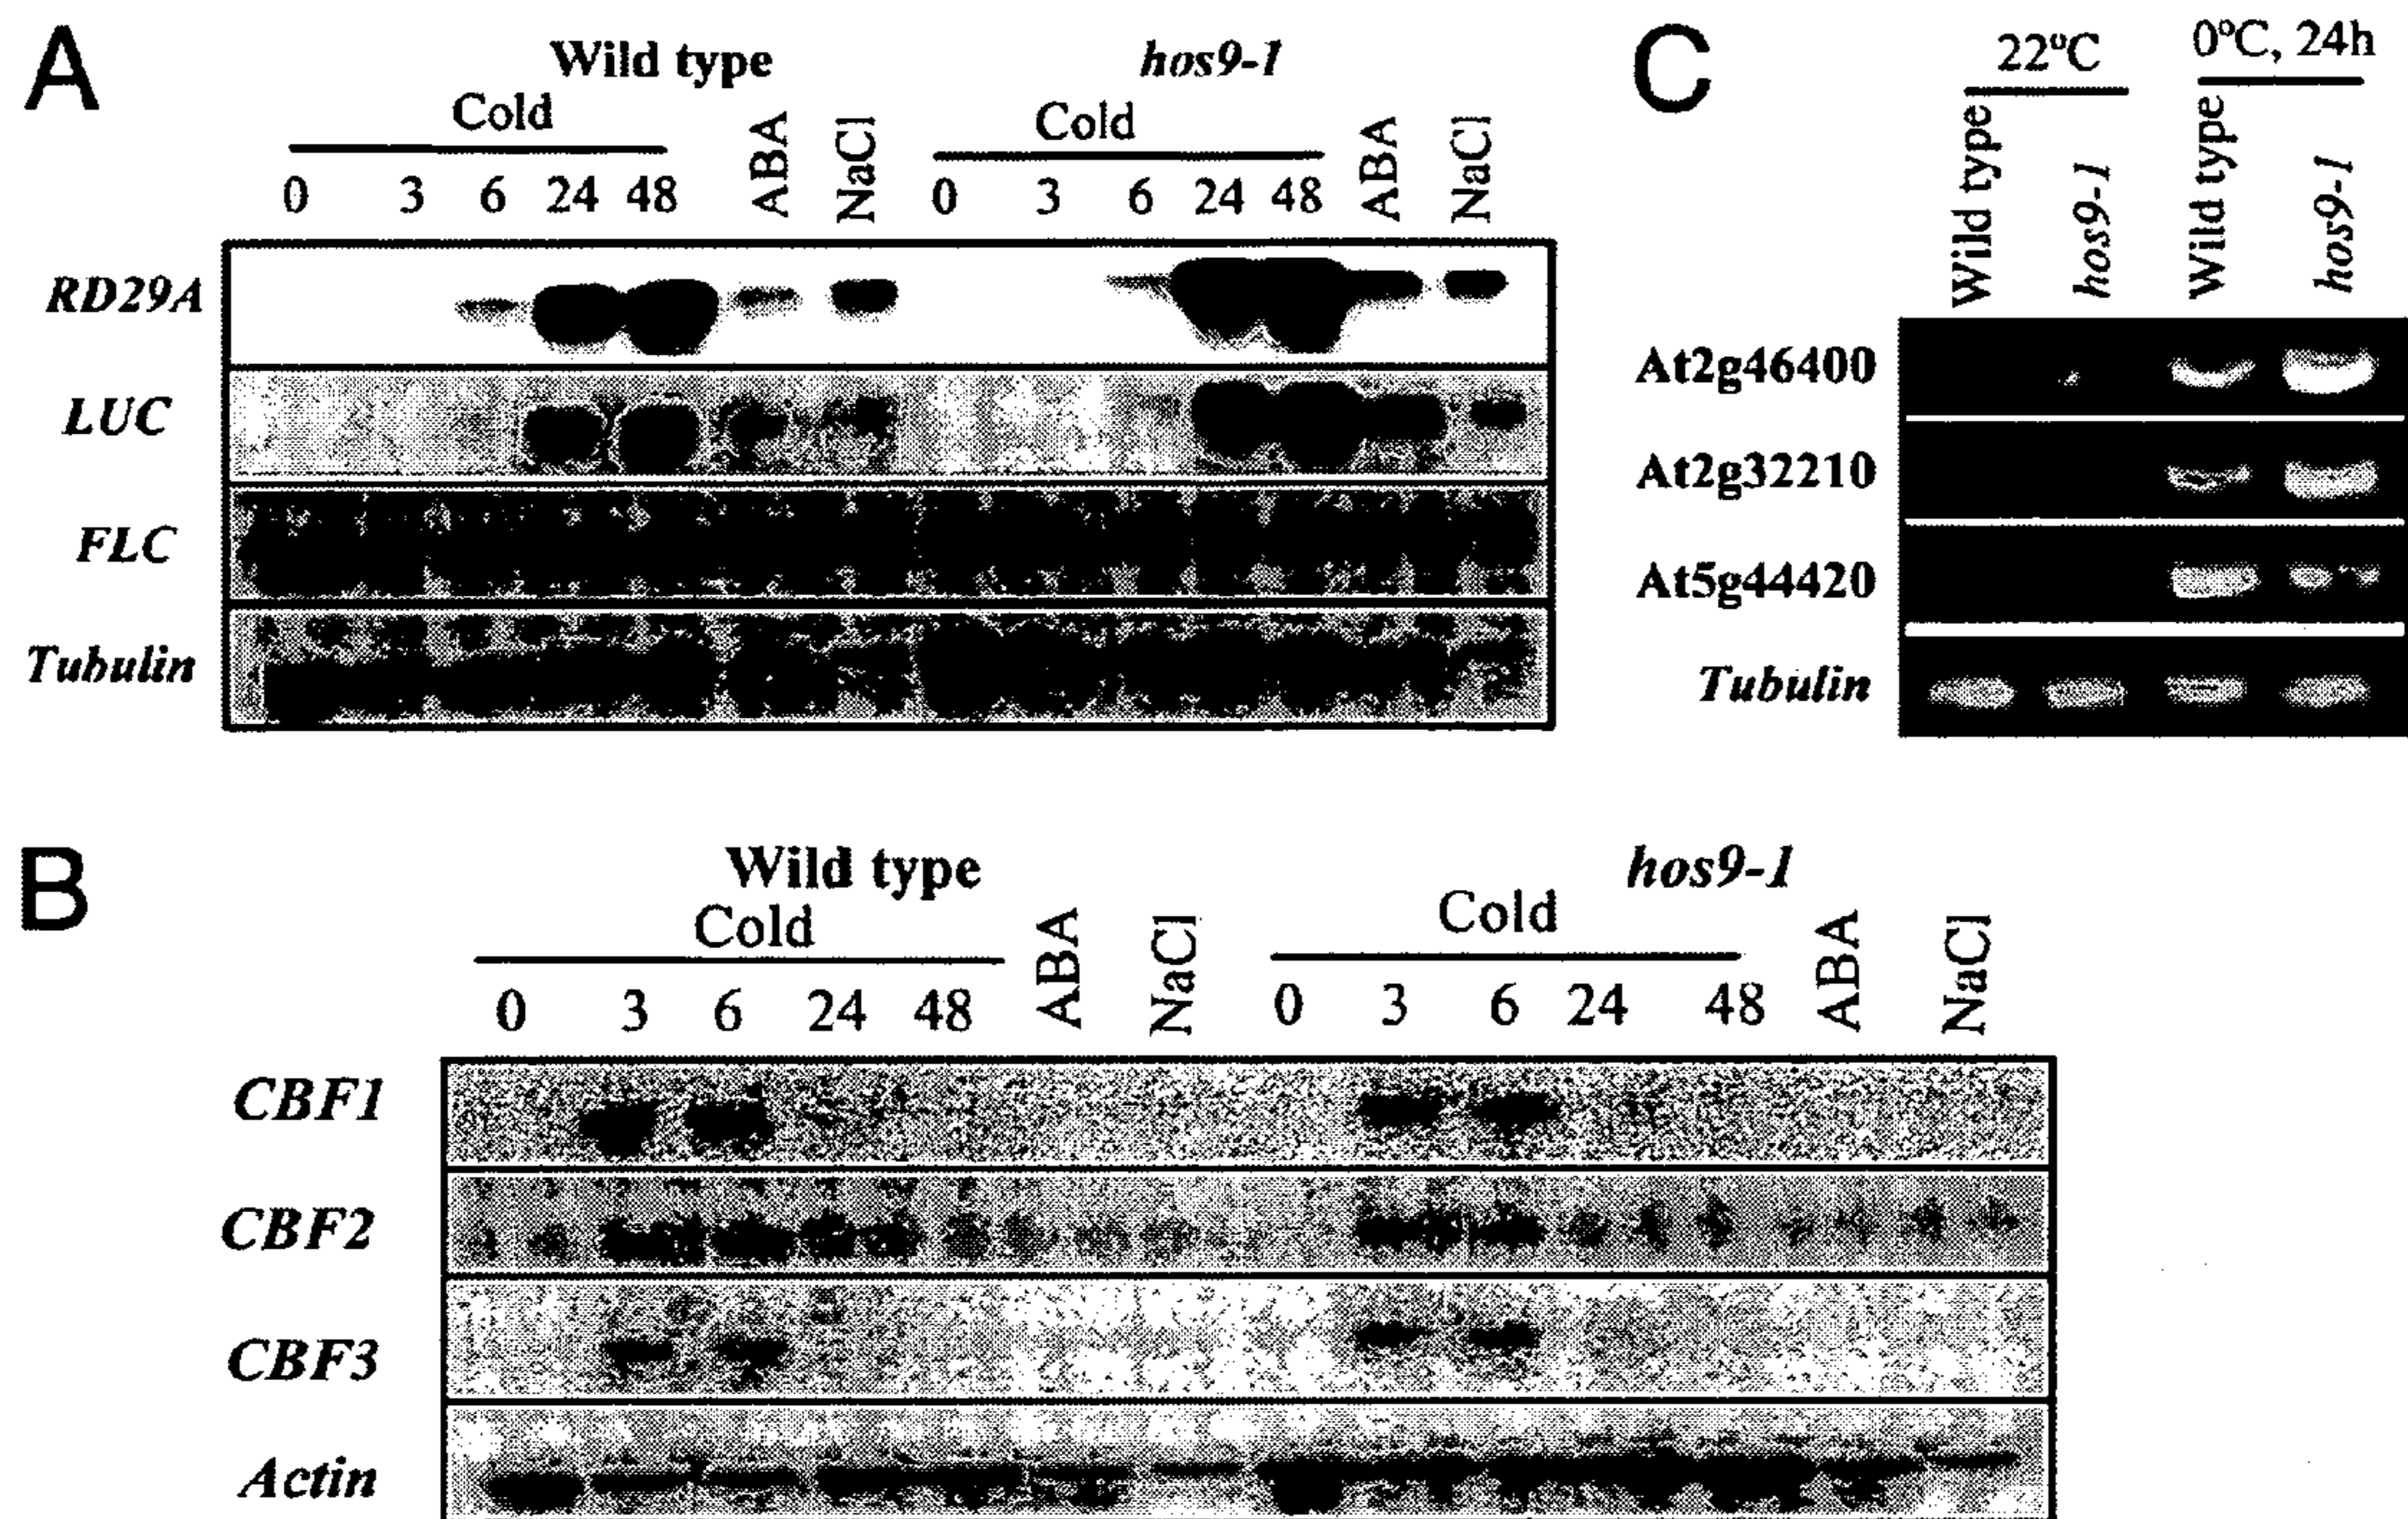 A
Wild type
hos9-1
Cold
Cold
0 3 6 24 48 ABA NaCl 0 3 6 24 48 ABA NaCl
RD29A
LUC
FLC
Tubulin
C
22ºC
0ºC, 24h
Wild type
hos9-1
Wild type
hos9-1
At2g46400
At2g32210
At5g44420
Tubulin
B
Wild type
hos9-1
Cold
Cold
0 3 6 24 48 ABA NaCl 0 3 6 24 48 ABA NaCl
CBF1
CBF2
CBF3
Actin